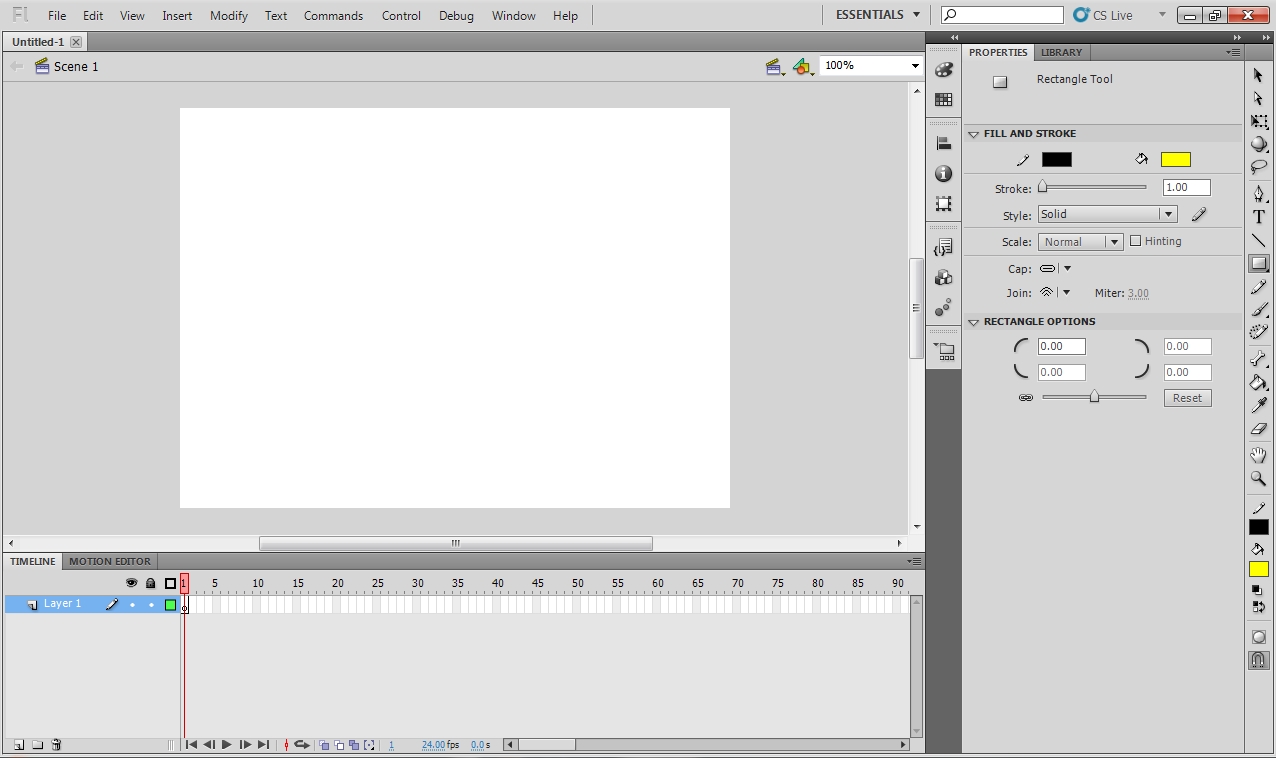 Fl File Edit View Insert Modify Text Commands Control Debug Window Help ESSENTIALS CS Live
Untitled-1
Scene 1 100%
PROPERTIES LIBRARY
Rectangle Tool
FILL AND STROKE
Stroke: 1.00
Style: Solid
Scale: Normal Hinting
Cap:
Join: Miter: 3.00
RECTANGLE OPTIONS
0.00 0.00
0.00 0.00
Reset
TIMELINE MOTION EDITOR
1 5 10 15 20 25 30 35 40 45 50 55 60 65 70 75 80 85 90
Layer 1
1 24.00 fps 0.0 s